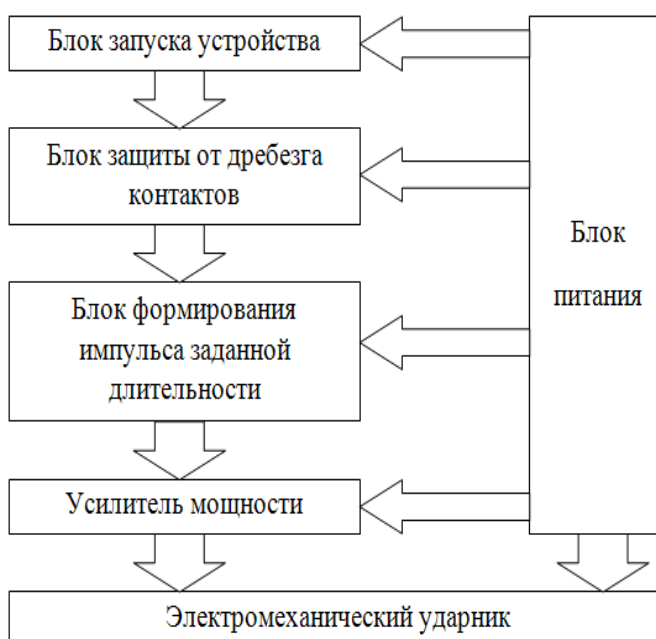 Блок запуска устройства
Блок защиты от дребезга
контактов
Блок формирования
импульса заданной
длительности
Усилитель мощности
Блок
питания
Электромеханический ударник